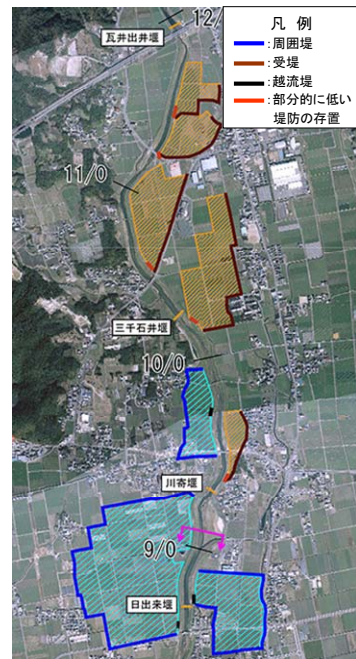 12/
瓦井出井堰
凡 例
:周囲堤
:受堤
:越流堤
:部分的に低い
堤防の存置
11/0
三千石井堰
10/0
川寄堰
9/0
日出来堰